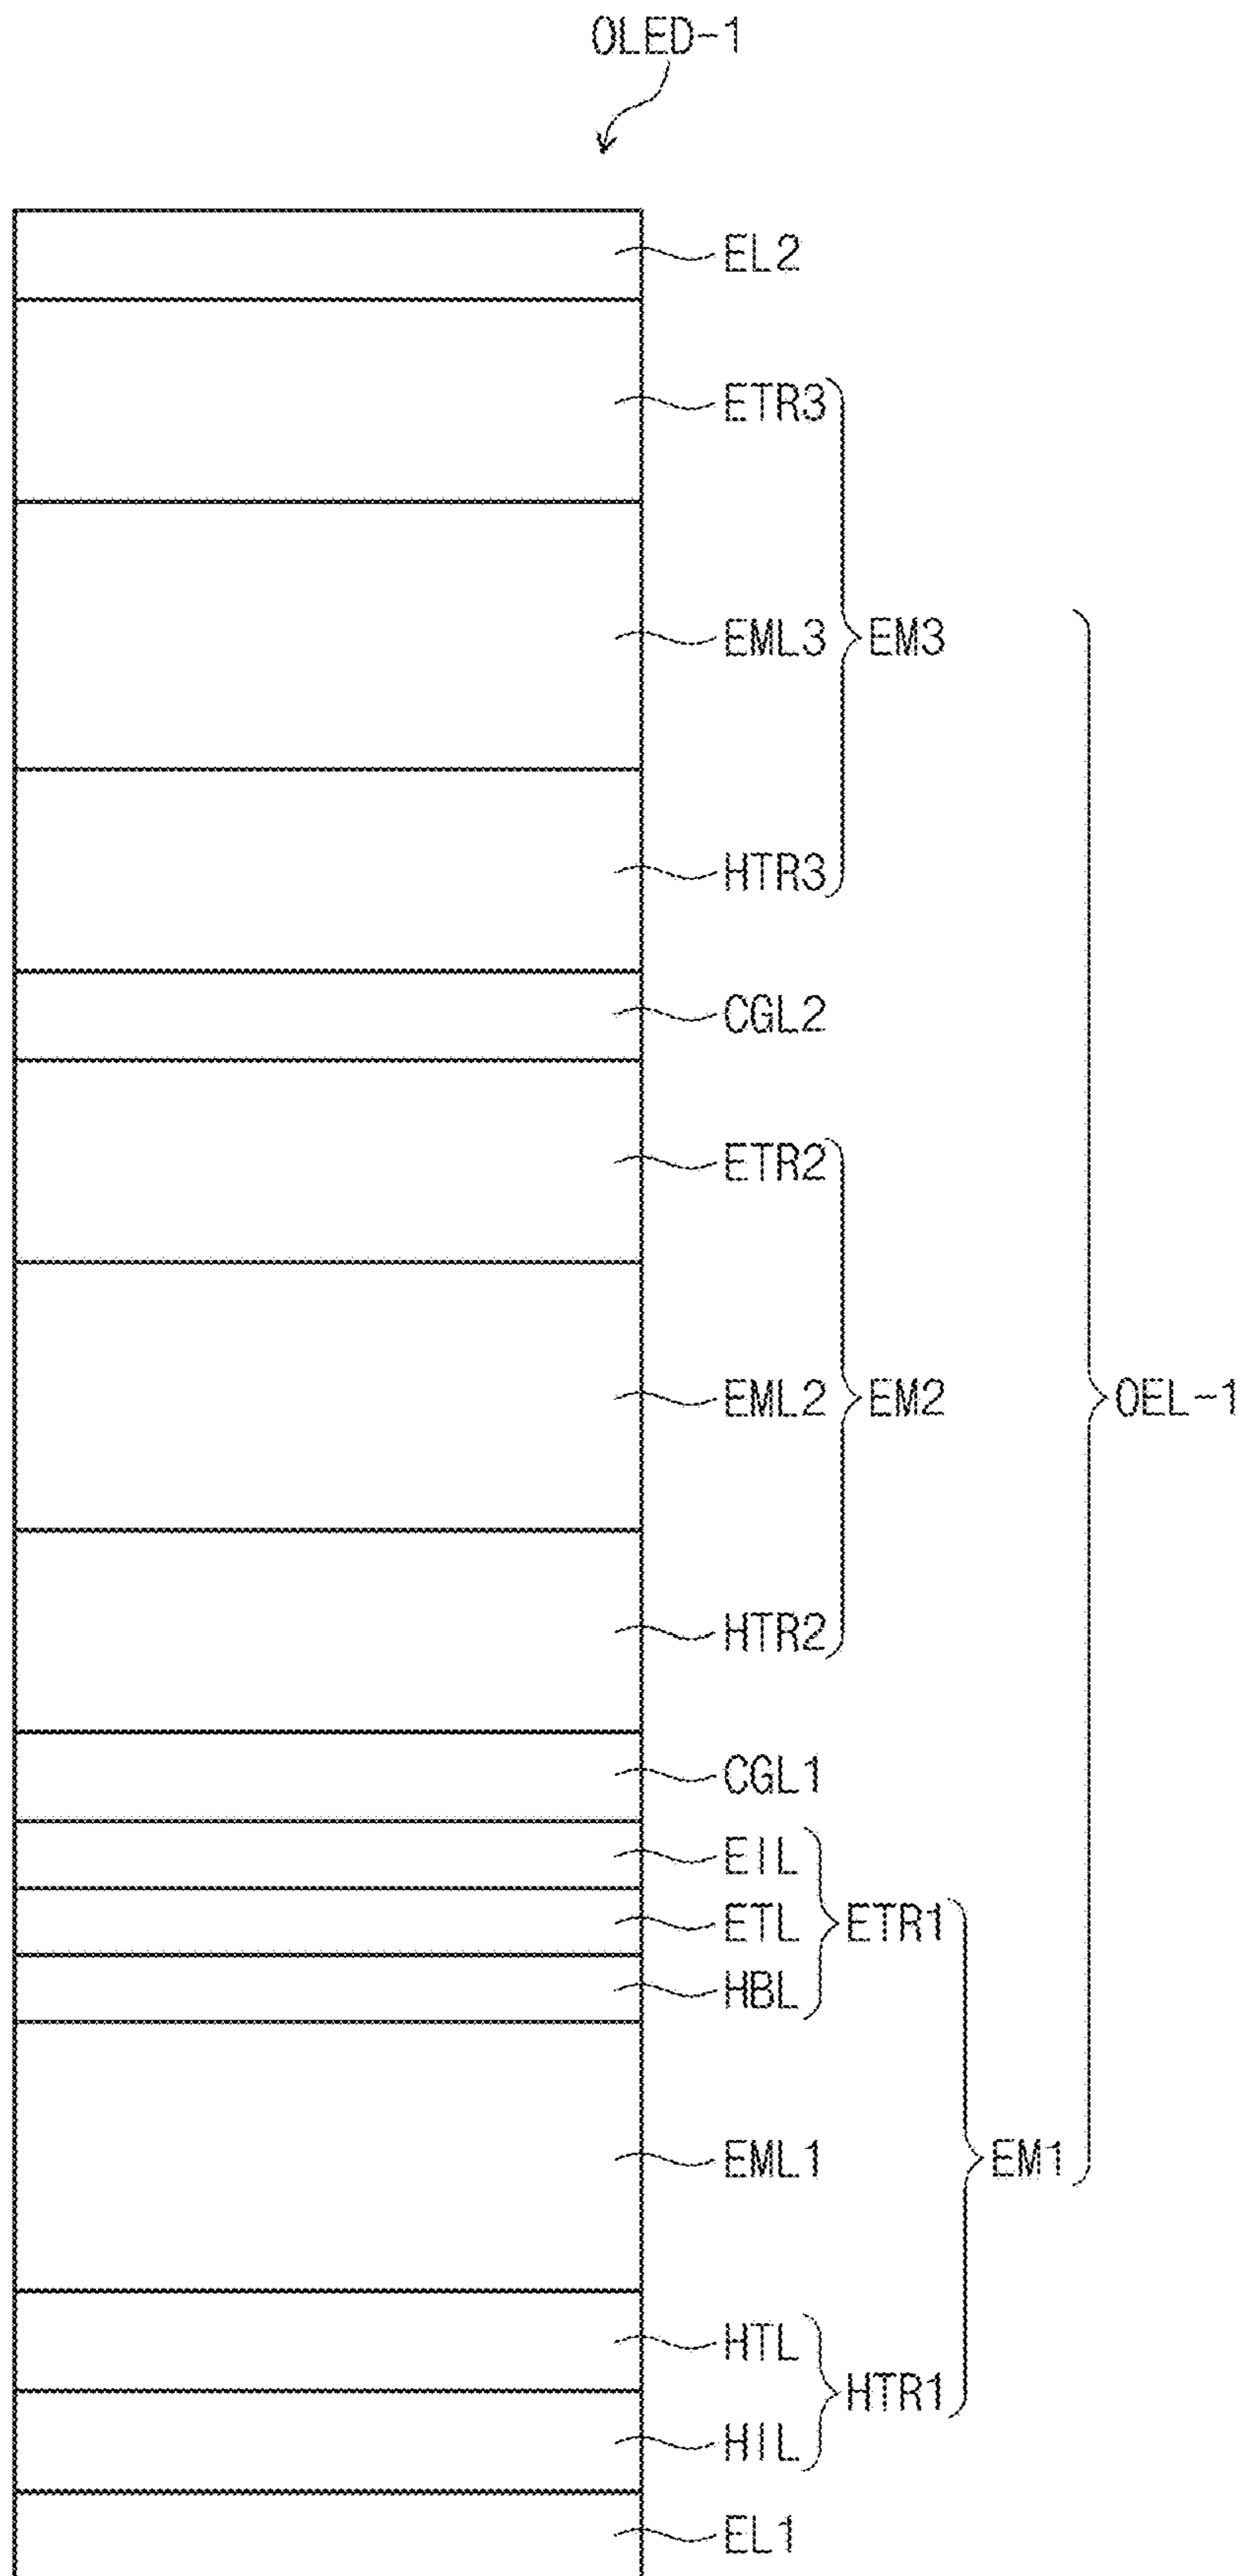 OLED-1
EL2
ETR3
EML3 EM3
HTR3
CGL2
ETR2
EML2 EM2 OEL-1
HTR2
CGL1
EIL
ETL ETR1
HBL
EML1 EM1
HTL
HTR1
HIL
EL1